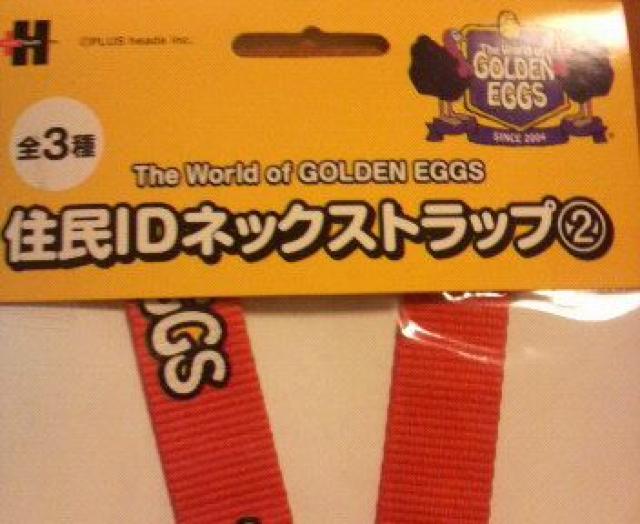 H
©PLUS heads inc.
The World of
GOLDEN
EGGS
SINCE 2004
全3種
The World of GOLDEN EGGS
住民IDネックストラップ②
GGS